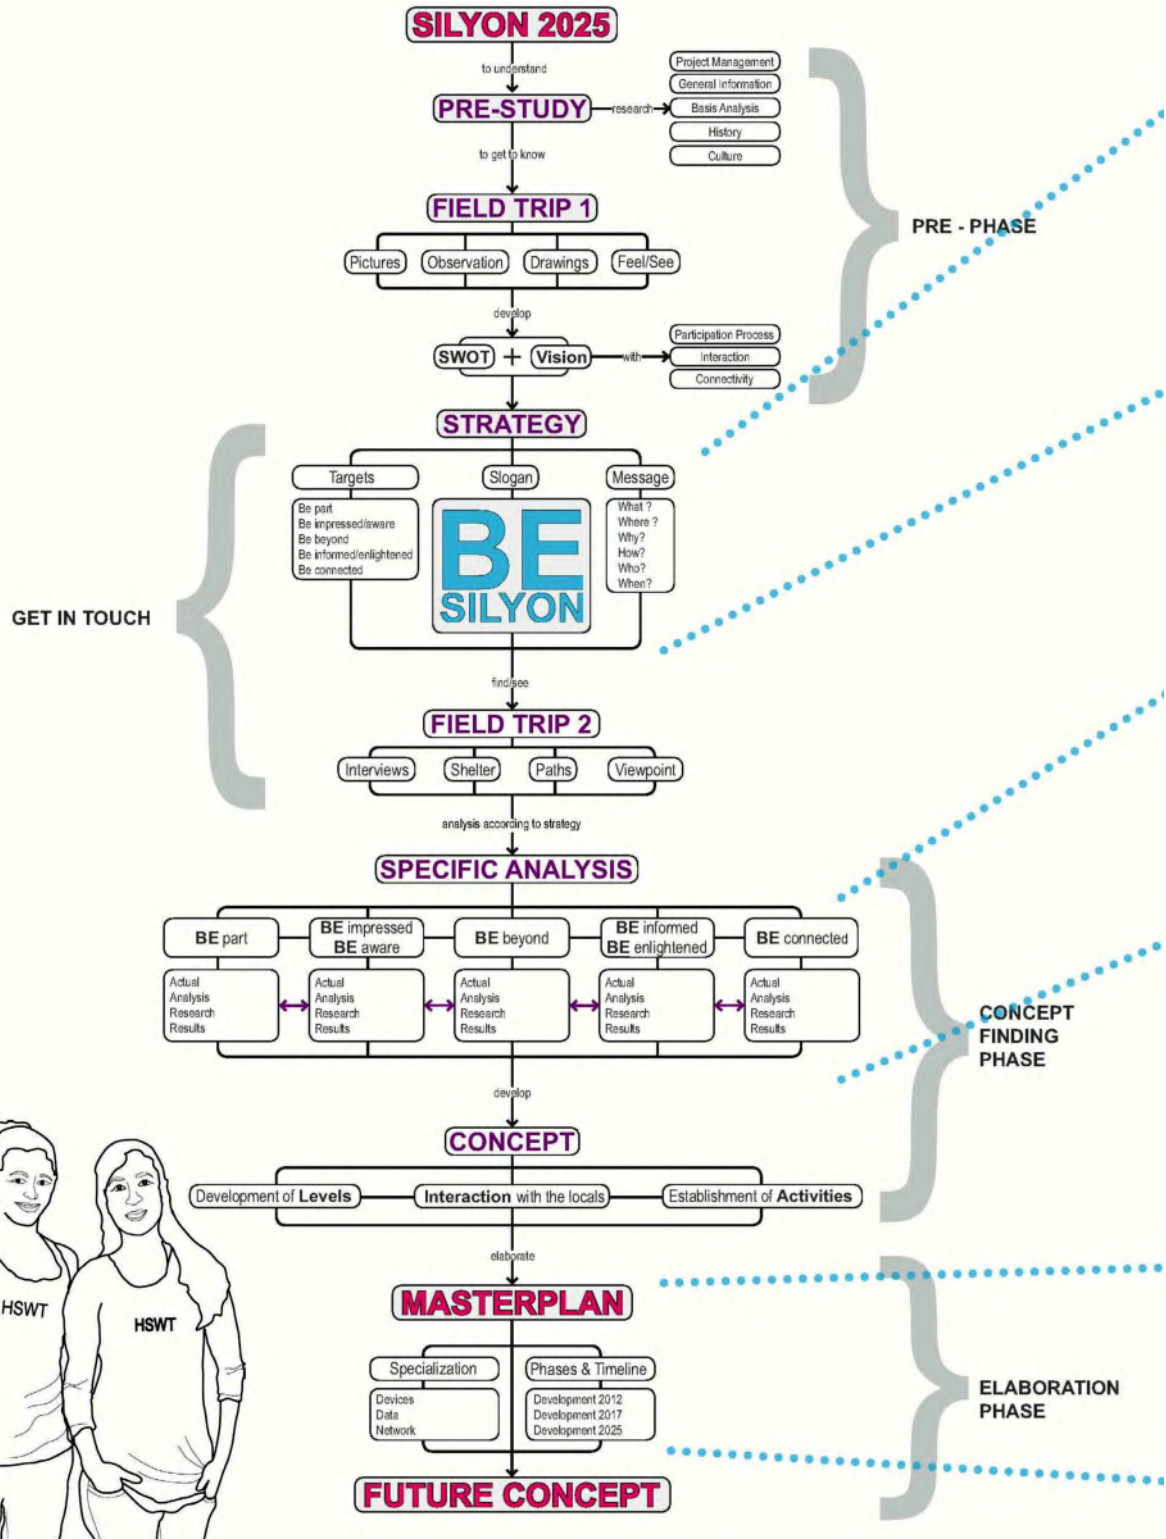 SILYON 2025
to understand
PRE-STUDY
research
Project Management
General Information
Basis Analysis
History
Culture
to get to know
FIELD TRIP 1
Pictures
Observation
Drawings
Feel/See
PRE - PHASE
develop
SWOT + Vision
with
Participation Process
Interaction
Connectivity
STRATEGY
Targets
Be part
Be impressed/aware
Be beyond
Be informed/enlightened
Be connected
Slogan
BE
SILYON
Message
What ?
Where ?
Why?
How?
Who?
When?
GET IN TOUCH
find/see
FIELD TRIP 2
Interviews
Shelter
Paths
Viewpoint
analysis according to strategy
SPECIFIC ANALYSIS
BE part
BE impressed
BE aware
BE beyond
BE informed
BE enlightened
BE connected
Actual
Analysis
Research
Results
Actual
Analysis
Research
Results
Actual
Analysis
Research
Results
Actual
Analysis
Research
Results
Actual
Analysis
Research
Results
CONCEPT
FINDING
PHASE
develop
CONCEPT
Development of Levels
Interaction with the locals
Establishment of Activities
elaborate
MASTERPLAN
Specialization
Devices
Data
Network
Phases & Timeline
Development 2012
Development 2017
Development 2025
ELABORATION
PHASE
FUTURE CONCEPT
HSWT
HSWT